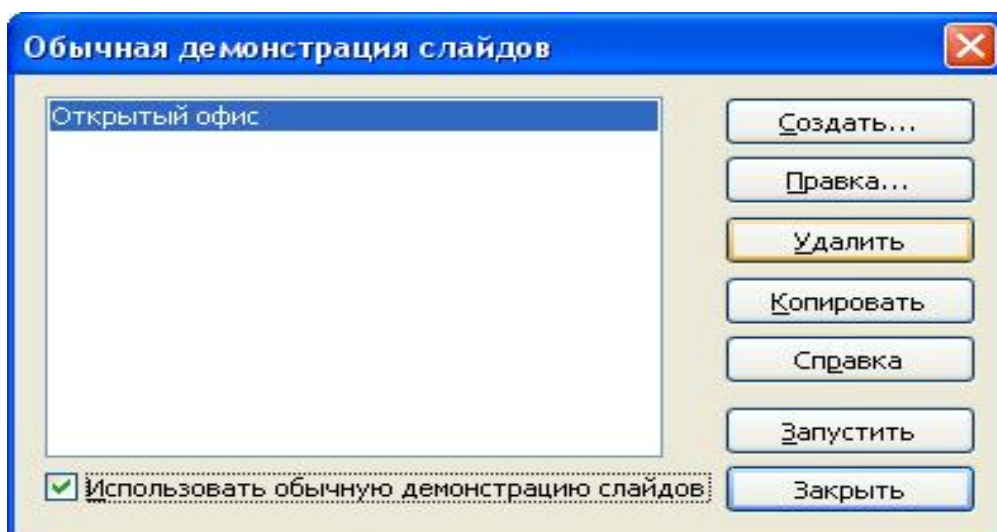 Обычная демонстрация слайдов
Открытый офис
Создать...
Правка...
Удалить
Копировать
Справка
Запустить
Использовать обычную демонстрацию слайдов
Закрыть